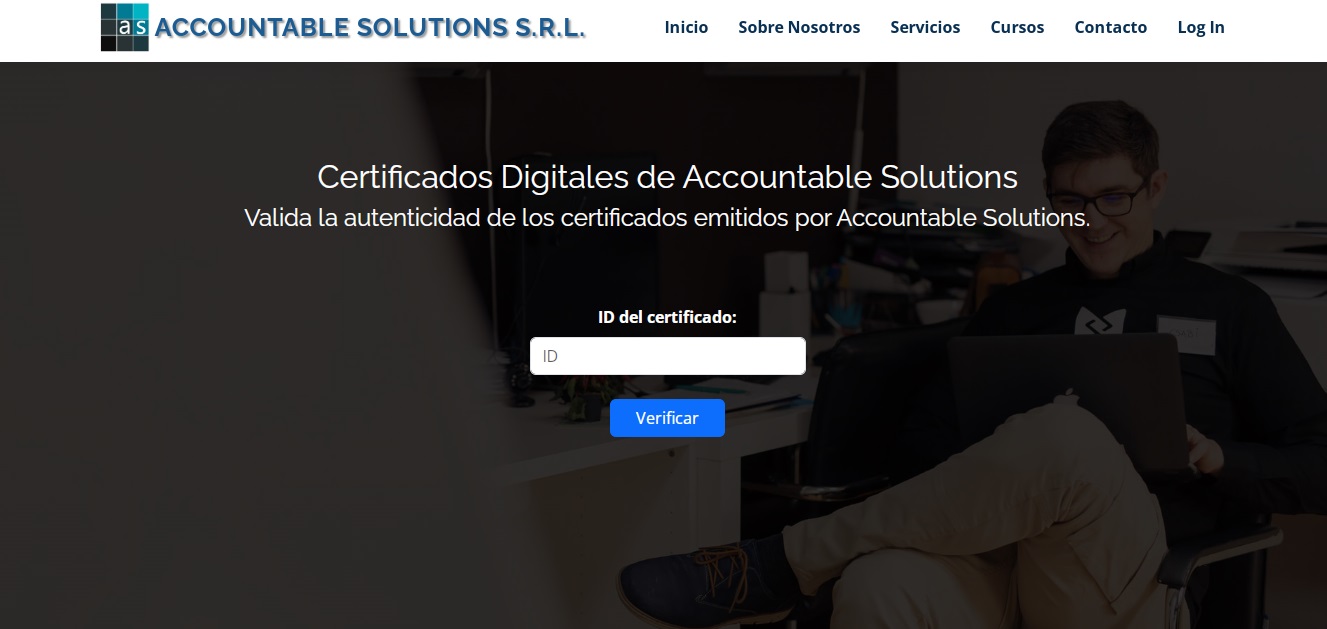 as ACCOUNTABLE SOLUTIONS S.R.L.
Inicio Sobre Nosotros Servicios Cursos Contacto Log In
Certificados Digitales de Accountable Solutions
Valida la autenticidad de los certificados emitidos por Accountable Solutions.
ID del certificado:
ID
Verificar